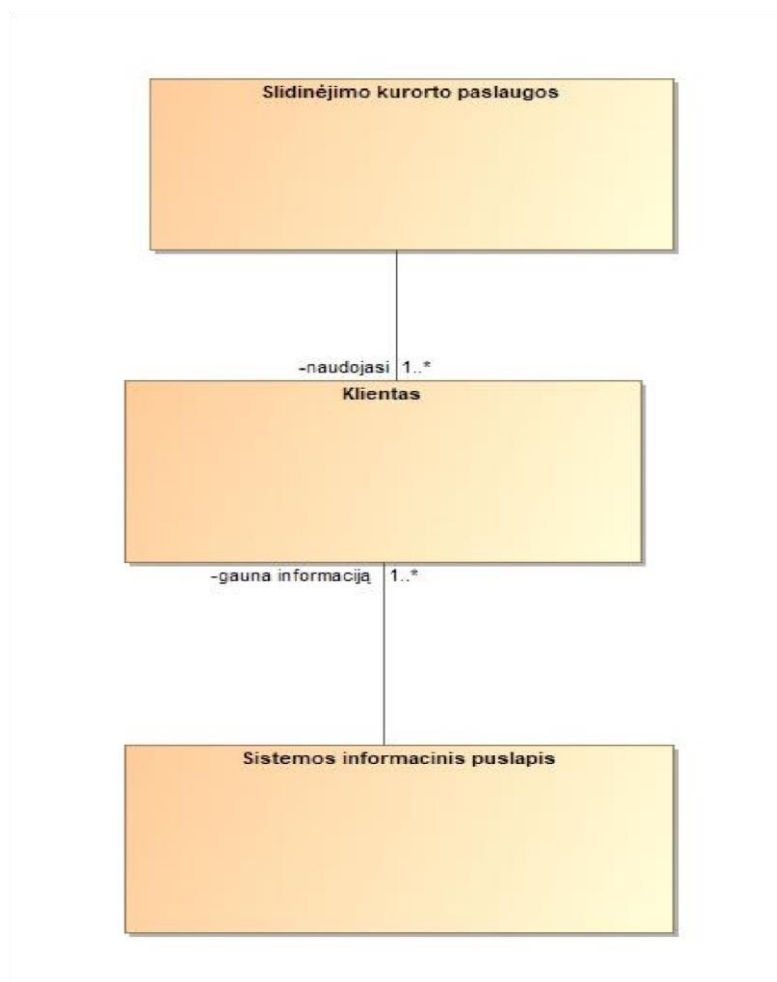 Slidinėjimo kurorto paslaugos
-naudojasi 1..*
Klientas
-gauna informaciją 1..*
Sistemos informacinis puslapis